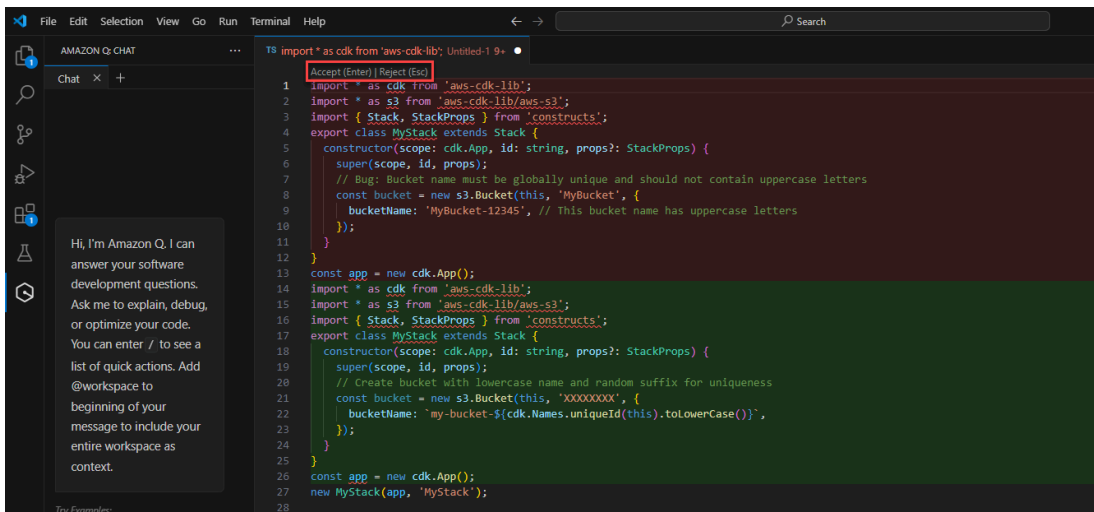 File Edit Selection View Go Run Terminal Help
Search
AMAZON Q: CHAT
Chat
TS import * as cdk from 'aws-cdk-lib'; Untitled-1 9+
Accept (Enter) | Reject (Esc)
1 import * as cdk from 'aws-cdk-lib';
2 import * as s3 from 'aws-cdk-lib/aws-s3';
3 import { Stack, StackProps } from 'constructs';
4 export class MyStack extends Stack {
5 constructor(scope: cdk.App, id: string, props?: StackProps) {
6 super(scope, id, props);
7 // Bug: Bucket name must be globally unique and should not contain uppercase letters
8 const bucket = new s3.Bucket(this, 'MyBucket', {
9 bucketName: 'MyBucket-12345', // This bucket name has uppercase letters
10 });
11 }
12 }
13 const app = new cdk.App();
14 import * as cdk from 'aws-cdk-lib';
15 import * as s3 from 'aws-cdk-lib/aws-s3';
16 import { Stack, StackProps } from 'constructs';
17 export class MyStack extends Stack {
18 constructor(scope: cdk.App, id: string, props?: StackProps) {
19 super(scope, id, props);
20 // Create bucket with lowercase name and random suffix for uniqueness
21 const bucket = new s3.Bucket(this, 'XXXXXXXX', {
22 bucketName: `my-bucket-${cdk.Names.uniqueId(this).toLowerCase()}`,
23 });
24 }
25 }
26 const app = new cdk.App();
27 new MyStack(app, 'MyStack');
28
1
1
Hi, I'm Amazon Q. I can
answer your software
development questions.
Ask me to explain, debug,
or optimize your code.
You can enter / to see a
list of quick actions. Add
@workspace to
beginning of your
message to include your
entire workspace as
context.
Try Examples: